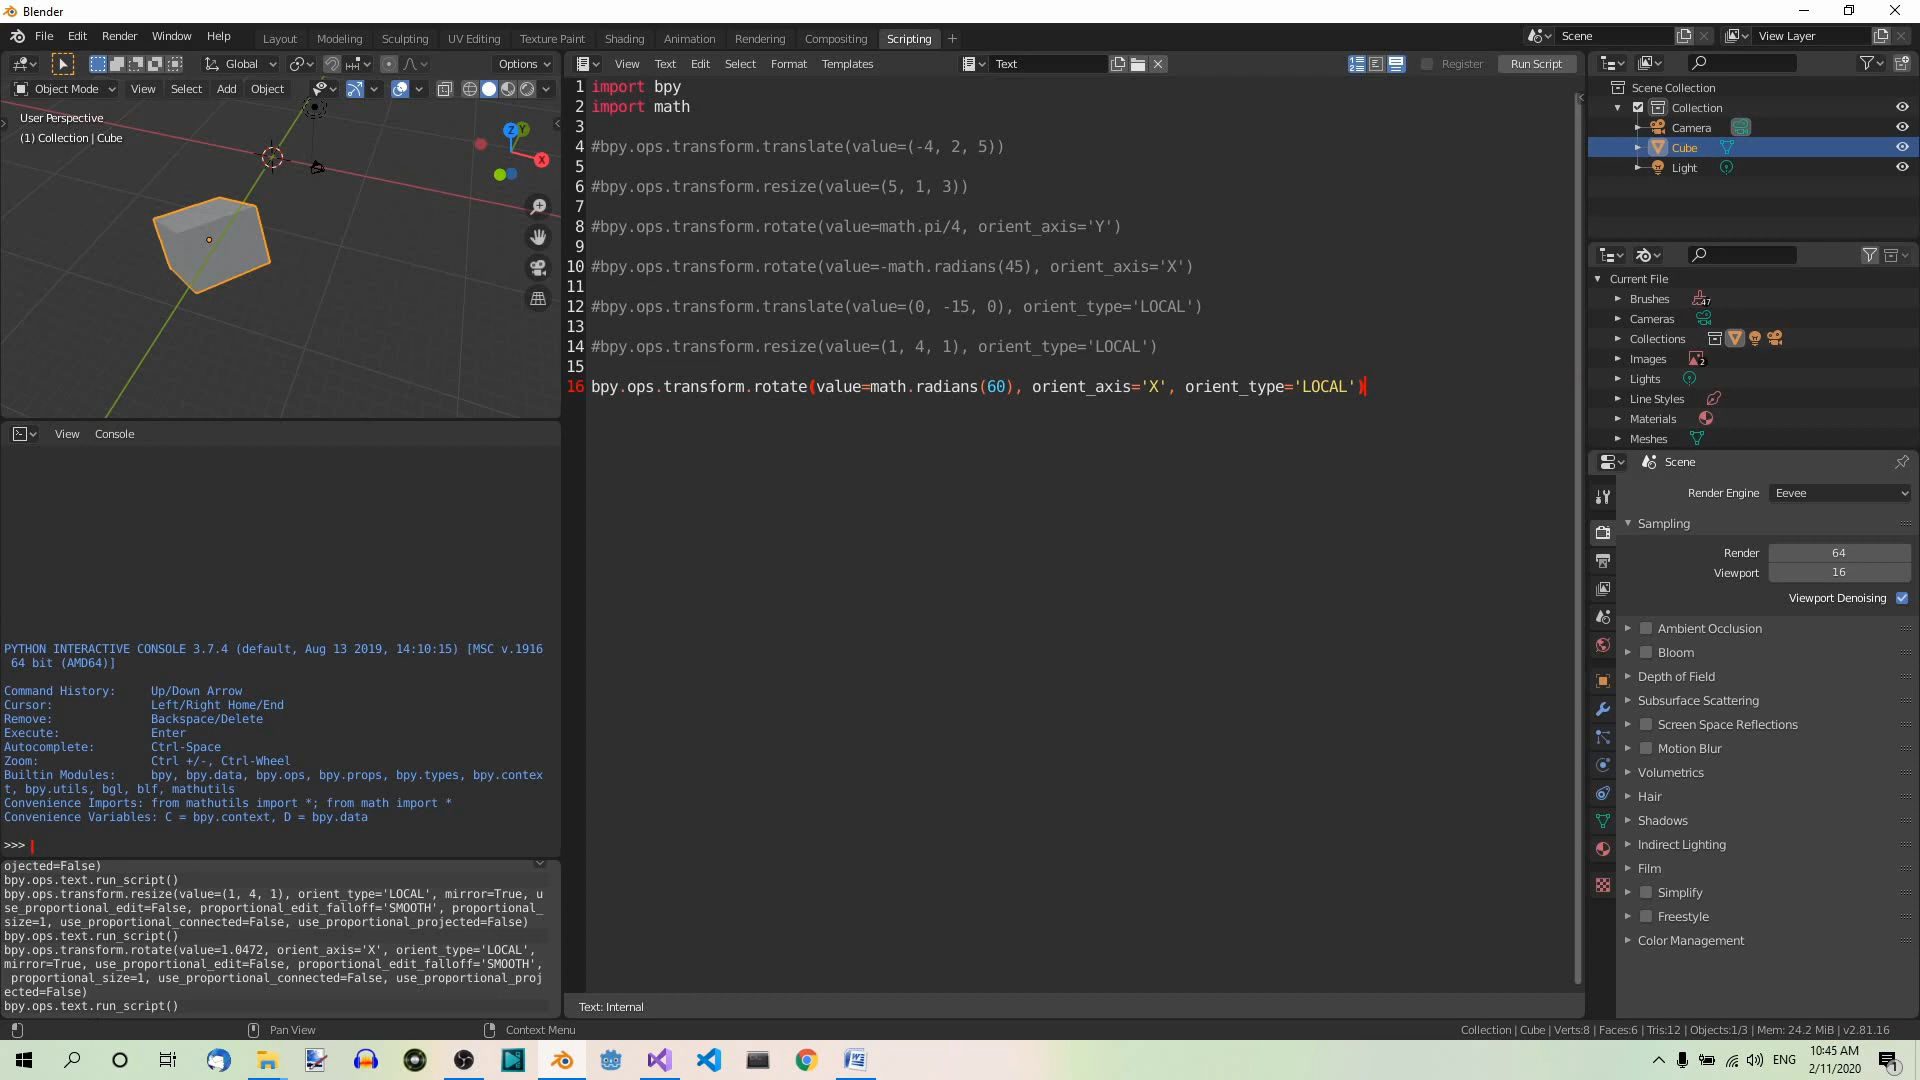 Blender
File Edit Render Window Help
Layout Modeling Sculpting UV Editing Texture Paint Shading Animation Rendering Compositing Scripting
Scene
View Layer
Global
Options
View Text Edit Select Format Templates
Text
Register
Run Script
Object Mode View Select Add Object
User Perspective
(1) Collection | Cube
Z
Y
X
1 import bpy
2 import math
3
4 #bpy.ops.transform.translate(value=(-4, 2, 5))
5
6 #bpy.ops.transform.resize(value=(5, 1, 3))
7
8 #bpy.ops.transform.rotate(value=math.pi/4, orient_axis='Y')
9
10 #bpy.ops.transform.rotate(value=-math.radians(45), orient_axis='X')
11
12 #bpy.ops.transform.translate(value=(0, -15, 0), orient_type='LOCAL')
13
14 #bpy.ops.transform.resize(value=(1, 4, 1), orient_type='LOCAL')
15
16 bpy.ops.transform.rotate(value=math.radians(60), orient_axis='X', orient_type='LOCAL')
Text: Internal
View Console
PYTHON INTERACTIVE CONSOLE 3.7.4 (default, Aug 13 2019, 14:10:15) [MSC v.1916
64 bit (AMD64)]
Command History: Up/Down Arrow
Cursor: Left/Right Home/End
Remove: Backspace/Delete
Execute: Enter
Autocomplete: Ctrl-Space
Zoom: Ctrl +/-, Ctrl-Wheel
Builtin Modules: bpy, bpy.data, bpy.ops, bpy.props, bpy.types, bpy.contex
t, bpy.utils, bgl, blf, mathutils
Convenience Imports: from mathutils import *; from math import *
Convenience Variables: C = bpy.context, D = bpy.data
>>>
ojected=False)
bpy.ops.text.run_script()
bpy.ops.transform.resize(value=(1, 4, 1), orient_type='LOCAL', mirror=True, u
se_proportional_edit=False, proportional_edit_falloff='SMOOTH', proportional_
size=1, use_proportional_connected=False, use_proportional_projected=False)
bpy.ops.text.run_script()
bpy.ops.transform.rotate(value=1.0472, orient_axis='X', orient_type='LOCAL',
mirror=True, use_proportional_edit=False, proportional_edit_falloff='SMOOTH',
proportional_size=1, use_proportional_connected=False, use_proportional_proj
ected=False)
bpy.ops.text.run_script()
Scene Collection
Collection
Camera
Cube
Light
Current File
Brushes 47
Cameras
Collections
Images 2
Lights
Line Styles
Materials
Meshes
Scene
Render Engine Eevee
Sampling
Render 64
Viewport 16
Viewport Denoising
Ambient Occlusion
Bloom
Depth of Field
Subsurface Scattering
Screen Space Reflections
Motion Blur
Volumetrics
Hair
Shadows
Indirect Lighting
Film
Simplify
Freestyle
Color Management
Pan View
Context Menu
Collection | Cube | Verts:8 | Faces:6 | Tris:12 | Objects:1/3 | Mem: 24.2 MiB | v2.81.16
ENG
10:45 AM
2/11/2020
1